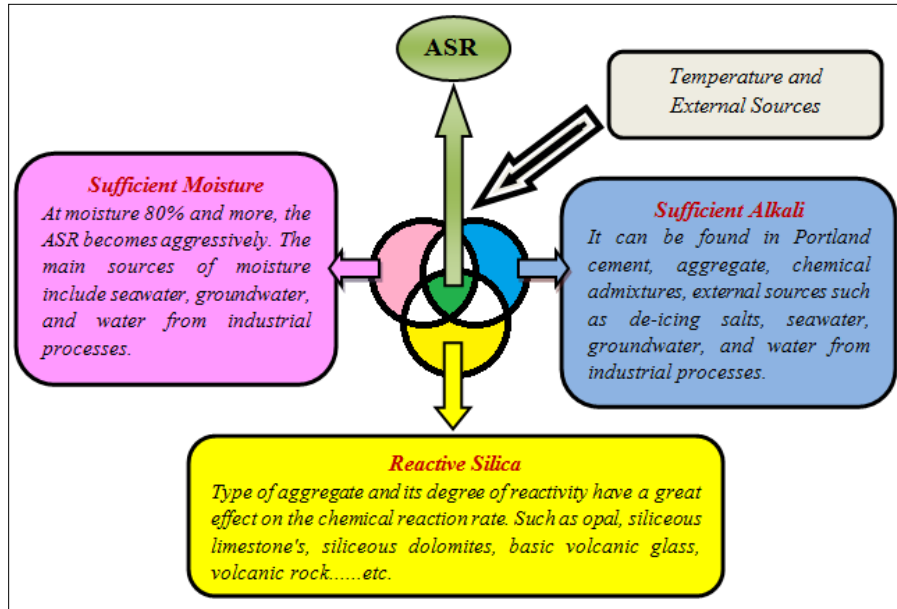 ASR
Temperature and
External Sources
Sufficient Moisture
At moisture 80% and more, the
ASR becomes aggressively. The
main sources of moisture
include seawater, groundwater,
and water from industrial
processes.
Sufficient Alkali
It can be found in Portland
cement, aggregate, chemical
admixtures, external sources such
as de-icing salts, seawater,
groundwater, and water from
industrial processes.
Reactive Silica
Type of aggregate and its degree of reactivity have a great
effect on the chemical reaction rate. Such as opal, siliceous
limestone's, siliceous dolomites, basic volcanic glass,
volcanic rock......etc.